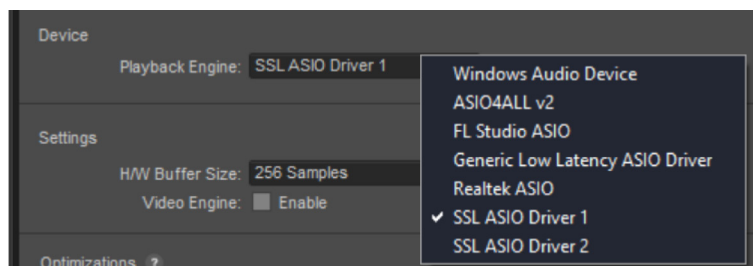 Device
Playback Engine: SSL ASIO Driver 1
Windows Audio Device
ASIO4ALL v2
FL Studio ASIO
Generic Low Latency ASIO Driver
Realtek ASIO
SSL ASIO Driver 1
SSL ASIO Driver 2
Settings
H/W Buffer Size: 256 Samples
Video Engine: Enable
Optimizations ?